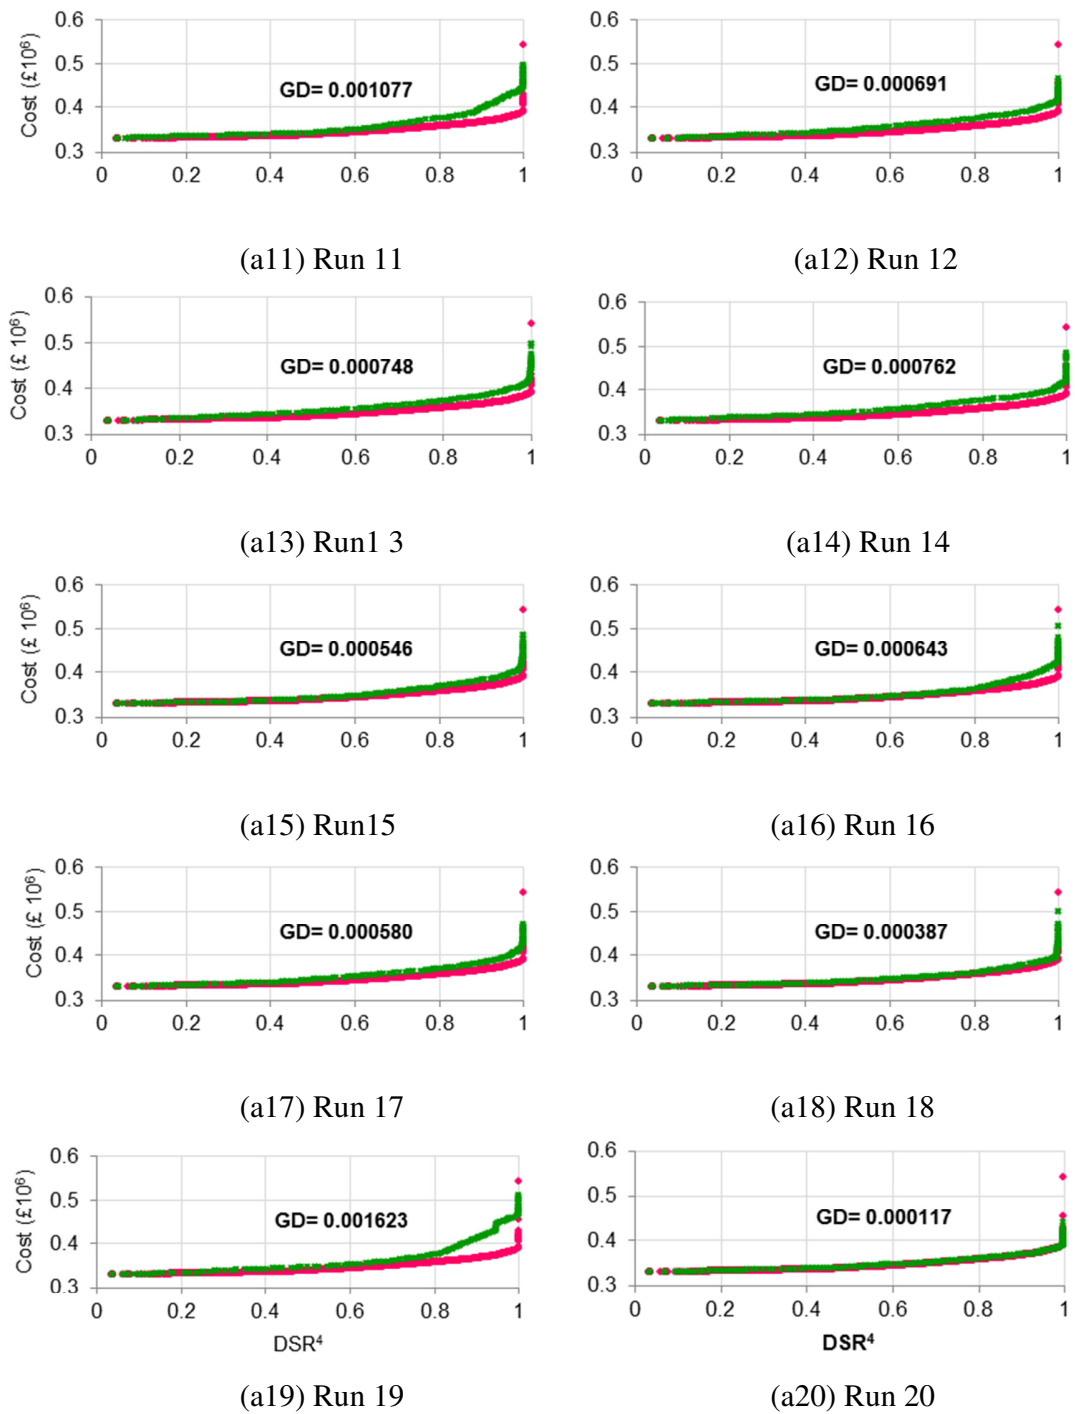 0.6 0.6
Cost (£10⁶) 0.5 GD= 0.001077 0.5 GD= 0.000691
0.4 0.4
0.3 0.3
0 0.2 0.4 0.6 0.8 1 0 0.2 0.4 0.6 0.8 1
(a11) Run 11 (a12) Run 12
0.6 0.6
Cost (£ 10⁶) 0.5 GD= 0.000748 0.5 GD= 0.000762
0.4 0.4
0.3 0.3
0 0.2 0.4 0.6 0.8 1 0 0.2 0.4 0.6 0.8 1
(a13) Run1 3 (a14) Run 14
0.6 0.6
Cost (£ 10⁶) 0.5 GD= 0.000546 0.5 GD= 0.000643
0.4 0.4
0.3 0.3
0 0.2 0.4 0.6 0.8 1 0 0.2 0.4 0.6 0.8 1
(a15) Run15 (a16) Run 16
0.6 0.6
Cost (£ 10⁶) 0.5 GD= 0.000580 0.5 GD= 0.000387
0.4 0.4
0.3 0.3
0 0.2 0.4 0.6 0.8 1 0 0.2 0.4 0.6 0.8 1
(a17) Run 17 (a18) Run 18
0.6 0.6
Cost (£10⁶) 0.5 GD= 0.001623 0.5 GD= 0.000117
0.4 0.4
0.3 0.3
0 0.2 0.4 0.6 0.8 1 0 0.2 0.4 0.6 0.8 1
DSR⁴ DSR⁴
(a19) Run 19 (a20) Run 20